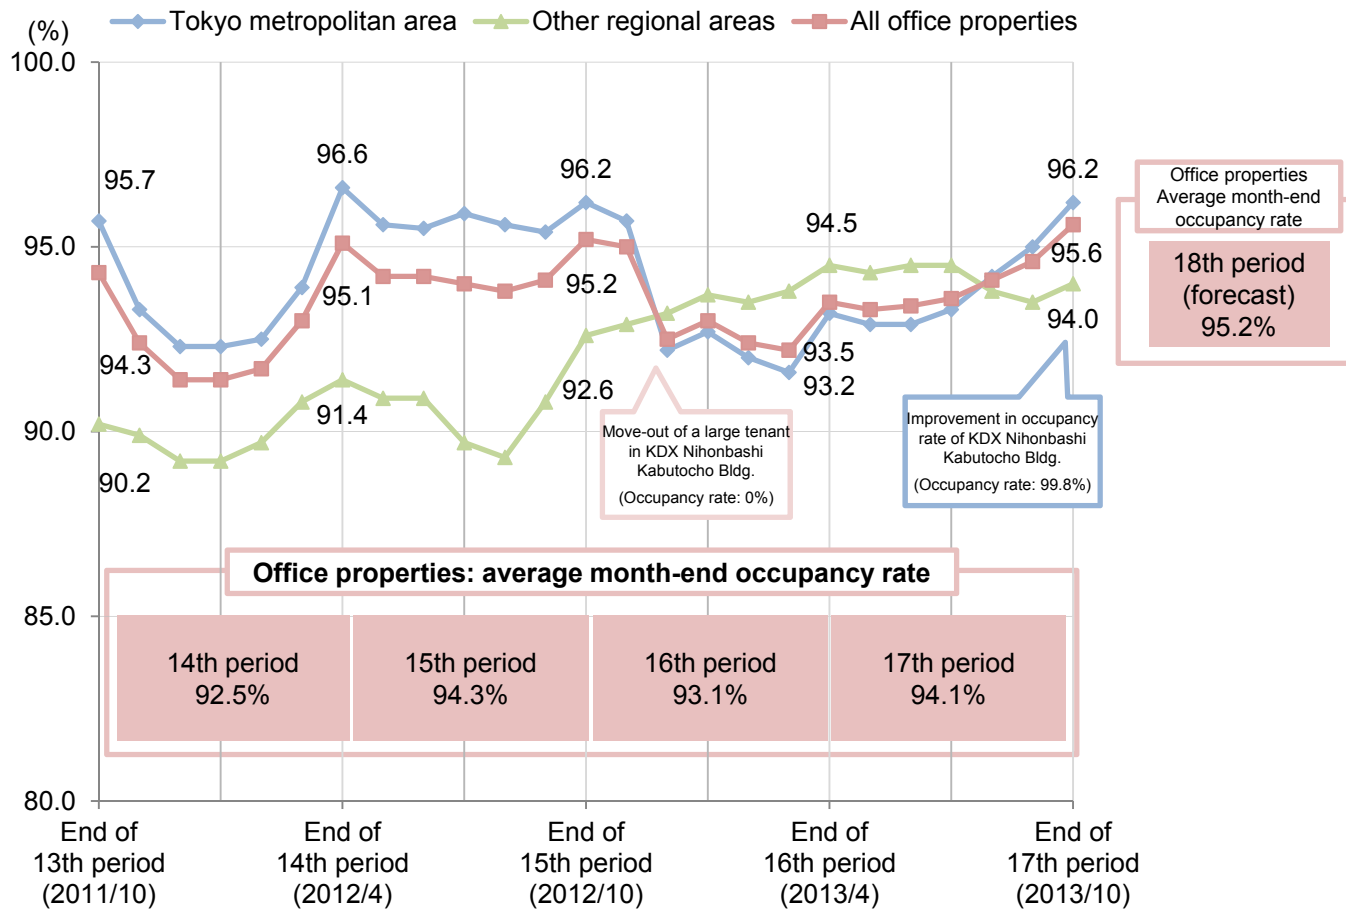 (%)
Tokyo metropolitan area
Other regional areas
All office properties
100.0
95.0
90.0
85.0
80.0
95.7
94.3
90.2
96.6
95.1
91.4
96.2
95.2
92.6
94.5
93.5
93.2
96.2
95.6
94.0
Move-out of a large tenant
in KDX Nihonbashi
Kabutocho Bldg.
(Occupancy rate: 0%)
Improvement in occupancy
rate of KDX Nihonbashi
Kabutocho Bldg.
(Occupancy rate: 99.8%)
Office properties
Average month-end
occupancy rate
18th period
(forecast)
95.2%
Office properties: average month-end occupancy rate
14th period
92.5%
15th period
94.3%
16th period
93.1%
17th period
94.1%
End of
13th period
(2011/10)
End of
14th period
(2012/4)
End of
15th period
(2012/10)
End of
16th period
(2013/4)
End of
17th period
(2013/10)